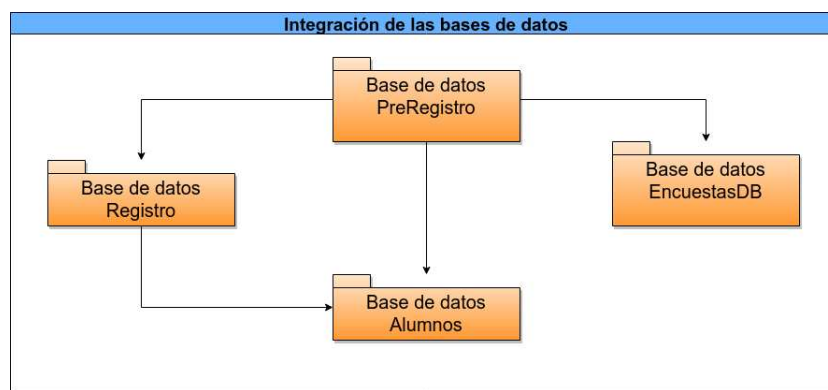 Integración de las bases de datos
Base de datos
PreRegistro
Base de datos
Registro
Base de datos
EncuestasDB
Base de datos
Alumnos